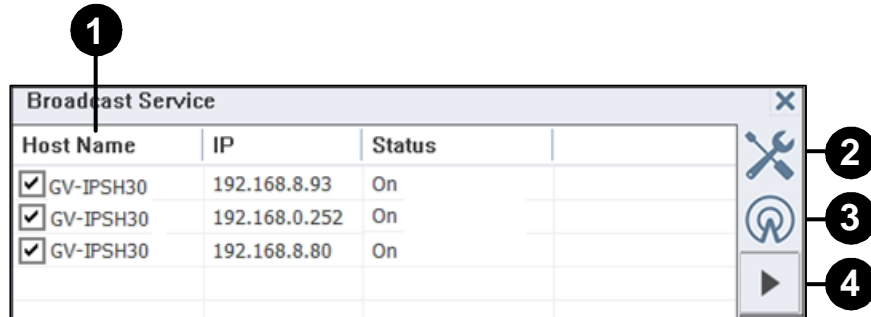 1
Broadcast Service
Host Name IP Status
GV-IPSH30 192.168.8.93 On
GV-IPSH30 192.168.0.252 On
GV-IPSH30 192.168.8.80 On
2
3
4